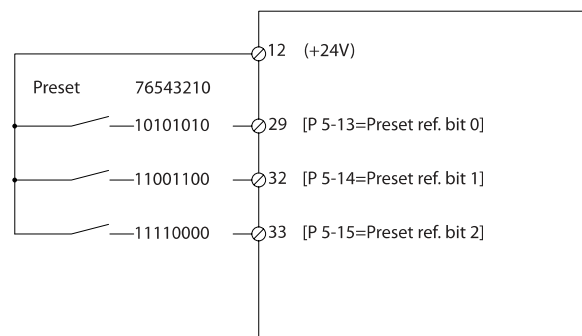 12 (+24V)
Preset 76543210
10101010 29 [P 5-13=Preset ref. bit 0]
11001100 32 [P 5-14=Preset ref. bit 1]
11110000 33 [P 5-15=Preset ref. bit 2]